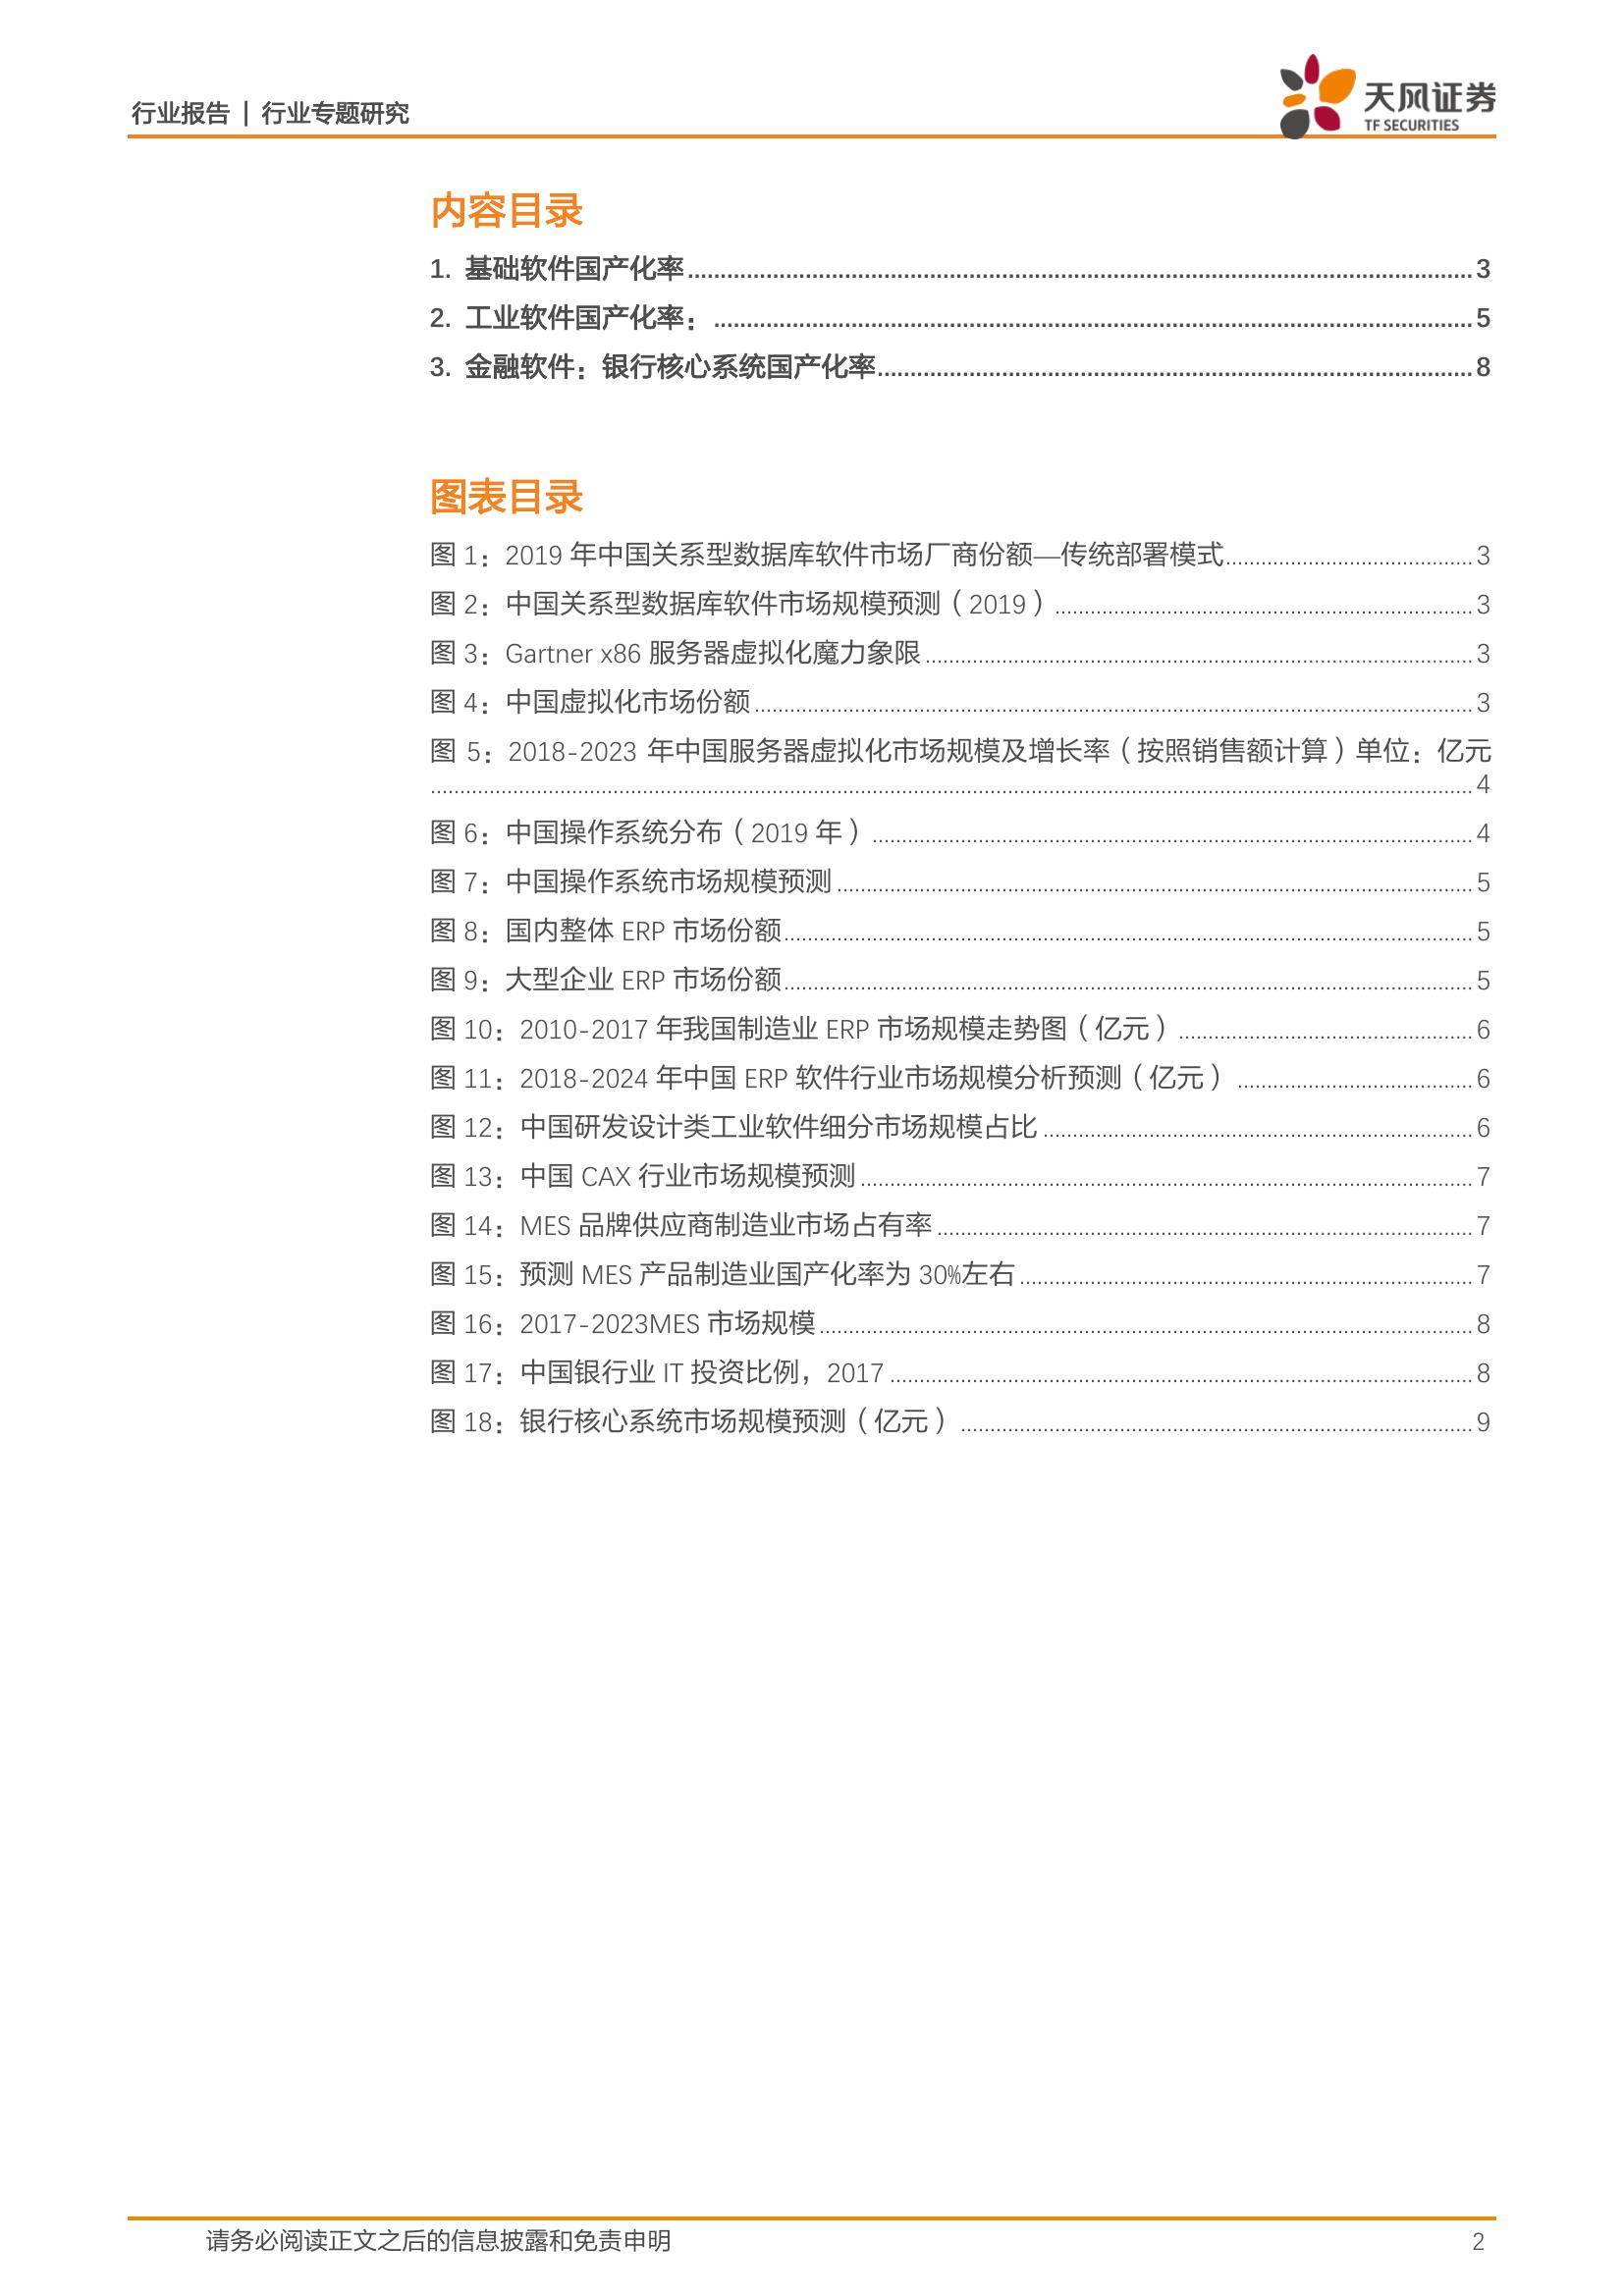 行业报告 | 行业专题研究
天风证券
TF SECURITIES
内容目录
1. 基础软件国产化率 3
2. 工业软件国产化率： 5
3. 金融软件：银行核心系统国产化率 8
图表目录
图 1：2019 年中国关系型数据库软件市场厂商份额—传统部署模式 3
图 2：中国关系型数据库软件市场规模预测（2019） 3
图 3：Gartner x86 服务器虚拟化魔力象限 3
图 4：中国虚拟化市场份额 3
图 5：2018-2023 年中国服务器虚拟化市场规模及增长率（按照销售额计算）单位：亿元
4
图 6：中国操作系统分布（2019 年） 4
图 7：中国操作系统市场规模预测 5
图 8：国内整体 ERP 市场份额 5
图 9：大型企业 ERP 市场份额 5
图 10：2010-2017 年我国制造业 ERP 市场规模走势图（亿元） 6
图 11：2018-2024 年中国 ERP 软件行业市场规模分析预测（亿元） 6
图 12：中国研发设计类工业软件细分市场规模占比 6
图 13：中国 CAX 行业市场规模预测 7
图 14：MES 品牌供应商制造业市场占有率 7
图 15：预测 MES 产品制造业国产化率为 30%左右 7
图 16：2017-2023MES 市场规模 8
图 17：中国银行业 IT 投资比例，2017 8
图 18：银行核心系统市场规模预测（亿元） 9
请务必阅读正文之后的信息披露和免责申明 2